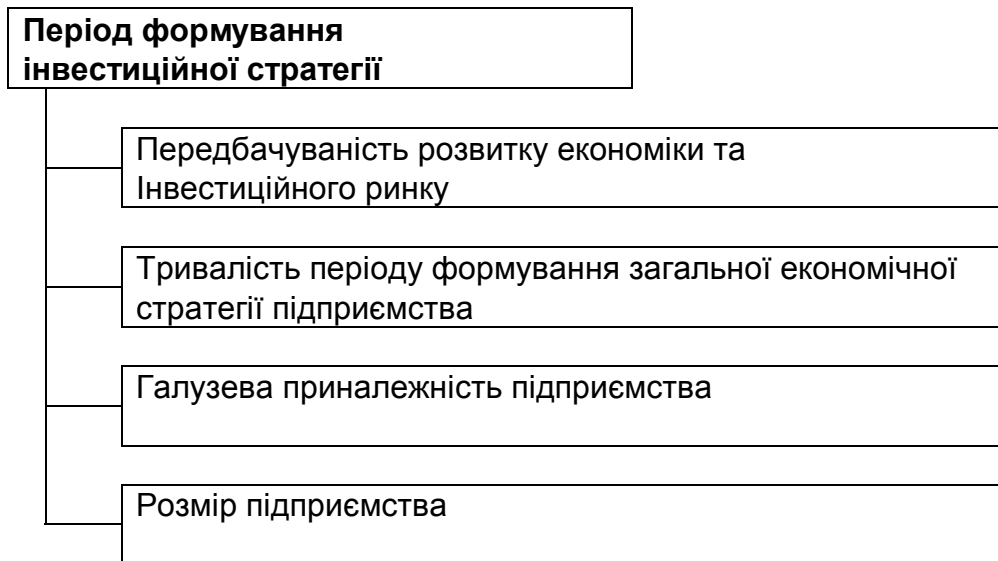 Період формування
інвестиційної стратегії
Передбачуваність розвитку економіки та
Інвестиційного ринку
Тривалість періоду формування загальної економічної
стратегії підприємства
Галузева приналежність підприємства
Розмір підприємства